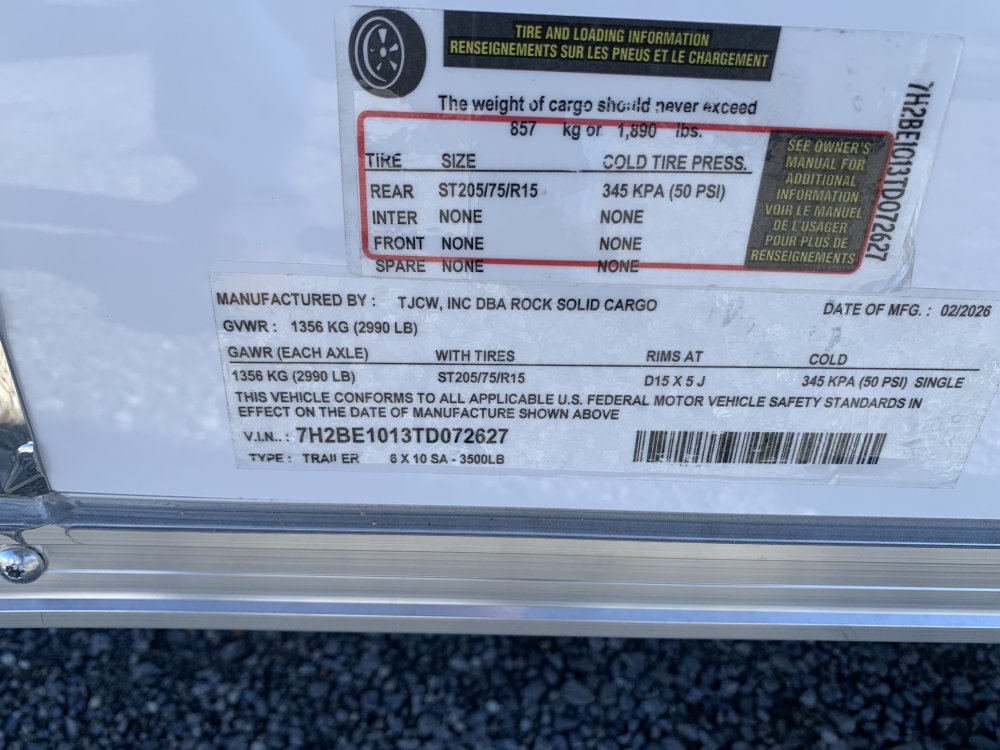 TIRE AND LOADING INFORMATION
RENSEIGNEMENTS SUR LES PNEUS ET LE CHARGEMENT
The weight of cargo should never exceed
857 kg or 1,890 lbs.
TIRE SIZE COLD TIRE PRESS.
REAR ST205/75/R15 345 KPA (50 PSI)
INTER NONE NONE
FRONT NONE NONE
SPARE NONE NONE
SEE OWNER'S
MANUAL FOR
ADDITIONAL
INFORMATION
VOIR LE MANUEL
DE L'USAGER
POUR PLUS DE
RENSEIGNEMENTS
7H2BE1013TD072627
MANUFACTURED BY : TJCW, INC DBA ROCK SOLID CARGO DATE OF MFG. : 02/2026
GVWR : 1356 KG (2990 LB)
GAWR (EACH AXLE) WITH TIRES RIMS AT COLD
1356 KG (2990 LB) ST205/75/R15 D15 X 5 J 345 KPA (50 PSI) SINGLE
THIS VEHICLE CONFORMS TO ALL APPLICABLE U.S. FEDERAL MOTOR VEHICLE SAFETY STANDARDS IN
EFFECT ON THE DATE OF MANUFACTURE SHOWN ABOVE
V.I.N.. : 7H2BE1013TD072627
TYPE : TRAILER 6 X 10 SA - 3500LB